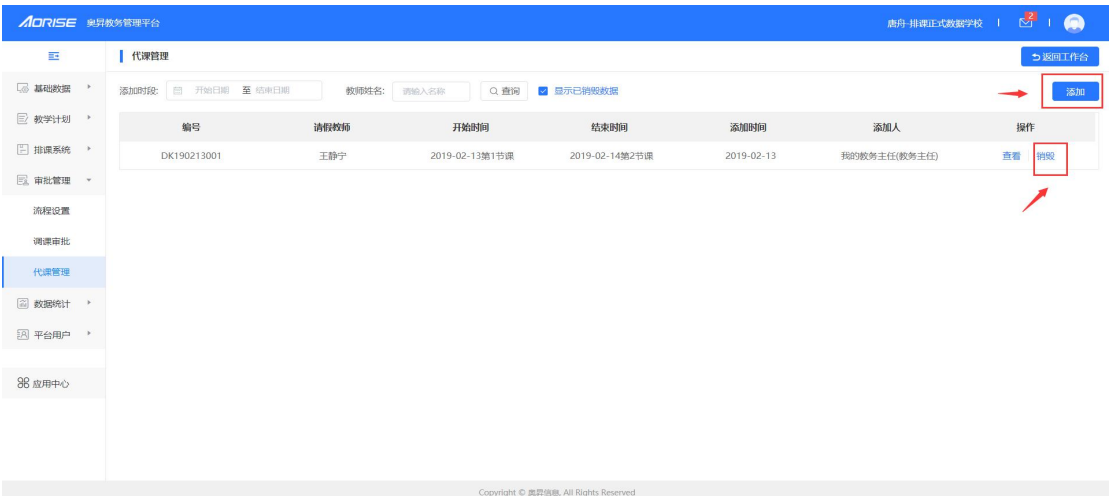 AORISE 奥昇教务管理平台 唐舟-排课正式数据学校 | 2 |
代课管理 返回工作台
基础数据 添加时段: 开始日期 至 结束日期 教师姓名: 请输入名称 查询 显示已销毁数据 添加
教学计划 编号 请假教师 开始时间 结束时间 添加时间 添加人 操作
排课系统 DK190213001 王静宁 2019-02-13第1节课 2019-02-14第2节课 2019-02-13 我的教务主任(教务主任) 查看 销毁
审批管理
流程设置
调课审批
代课管理
数据统计
平台用户
应用中心
Copyright © 奥昇信息, All Rights Reserved